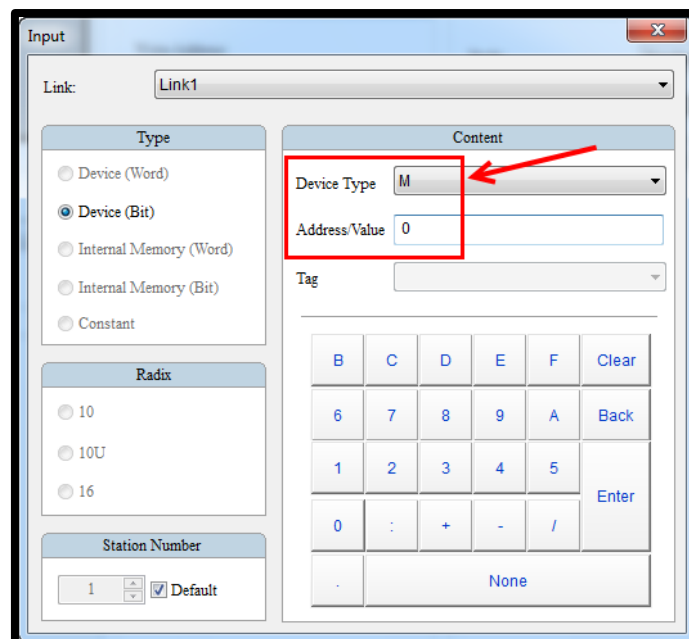 Input
Link: Link1
Type
Device (Word)
Device (Bit)
Internal Memory (Word)
Internal Memory (Bit)
Constant
Radix
10
10U
16
Station Number
1 Default
Content
Device Type M
Address/Value 0
Tag
B C D E F Clear
6 7 8 9 A Back
1 2 3 4 5
Enter
0 : + - /
. None